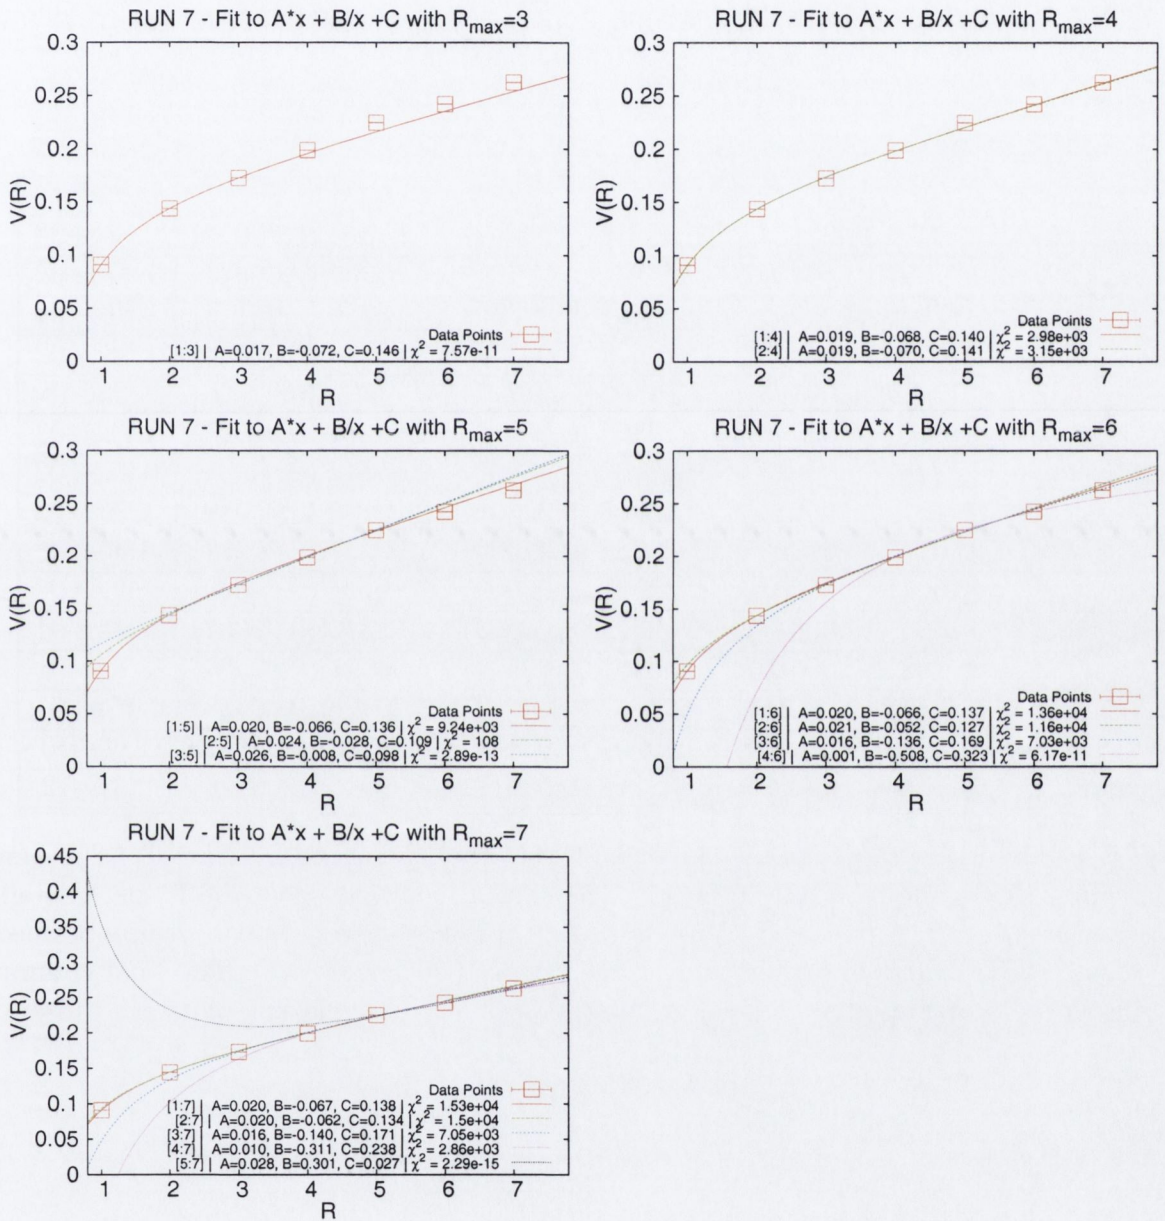 RUN 7 - Fit to A*x + B/x +C with Rmax=3
0.3
0.25
0.2
0.15
0.1
0.05
0
V(R)
Data Points
[1:3] | A=0.017, B=-0.072, C=0.146 | χ2 = 7.57e-11
1 2 3 4 5 6 7
R
RUN 7 - Fit to A*x + B/x +C with Rmax=4
0.3
0.25
0.2
0.15
0.1
0.05
0
V(R)
Data Points
[1:4] | A=0.019, B=-0.068, C=0.140 | χ2 = 2.98e+03
[2:4] | A=0.019, B=-0.070, C=0.141 | χ2 = 3.15e+03
1 2 3 4 5 6 7
R
RUN 7 - Fit to A*x + B/x +C with Rmax=5
0.3
0.25
0.2
0.15
0.1
0.05
0
V(R)
Data Points
[1:5] | A=0.020, B=-0.066, C=0.136 | χ2 = 9.24e+03
[2:5] | A=0.024, B=-0.028, C=0.109 | χ2 = 108
[3:5] | A=0.026, B=-0.008, C=0.098 | χ2 = 2.89e-13
1 2 3 4 5 6 7
R
RUN 7 - Fit to A*x + B/x +C with Rmax=6
0.3
0.25
0.2
0.15
0.1
0.05
0
V(R)
Data Points
[1:6] | A=0.020, B=-0.066, C=0.137 | χ2 = 1.36e+04
[2:6] | A=0.021, B=-0.052, C=0.127 | χ2 = 1.16e+04
[3:6] | A=0.016, B=-0.136, C=0.169 | χ2 = 7.03e+03
[4:6] | A=0.001, B=-0.508, C=0.323 | χ2 = 6.17e-11
1 2 3 4 5 6 7
R
RUN 7 - Fit to A*x + B/x +C with Rmax=7
0.45
0.4
0.35
0.3
0.25
0.2
0.15
0.1
0.05
0
V(R)
Data Points
[1:7] | A=0.020, B=-0.067, C=0.138 | χ2 = 1.53e+04
[2:7] | A=0.020, B=-0.062, C=0.134 | χ2 = 1.5e+04
[3:7] | A=0.016, B=-0.140, C=0.171 | χ2 = 7.05e+03
[4:7] | A=0.010, B=-0.311, C=0.238 | χ2 = 2.86e+03
[5:7] | A=0.028, B=0.301, C=0.027 | χ2 = 2.29e-15
1 2 3 4 5 6 7
R